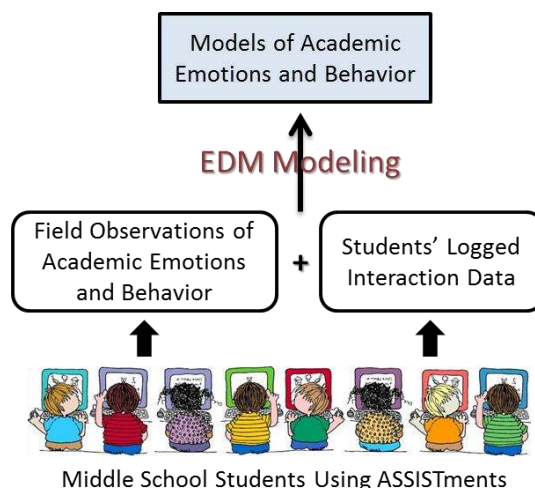 Models of Academic
Emotions and Behavior
EDM Modeling
Field Observations of
Academic Emotions
and Behavior
+
Students’ Logged
Interaction Data
Middle School Students Using ASSISTments